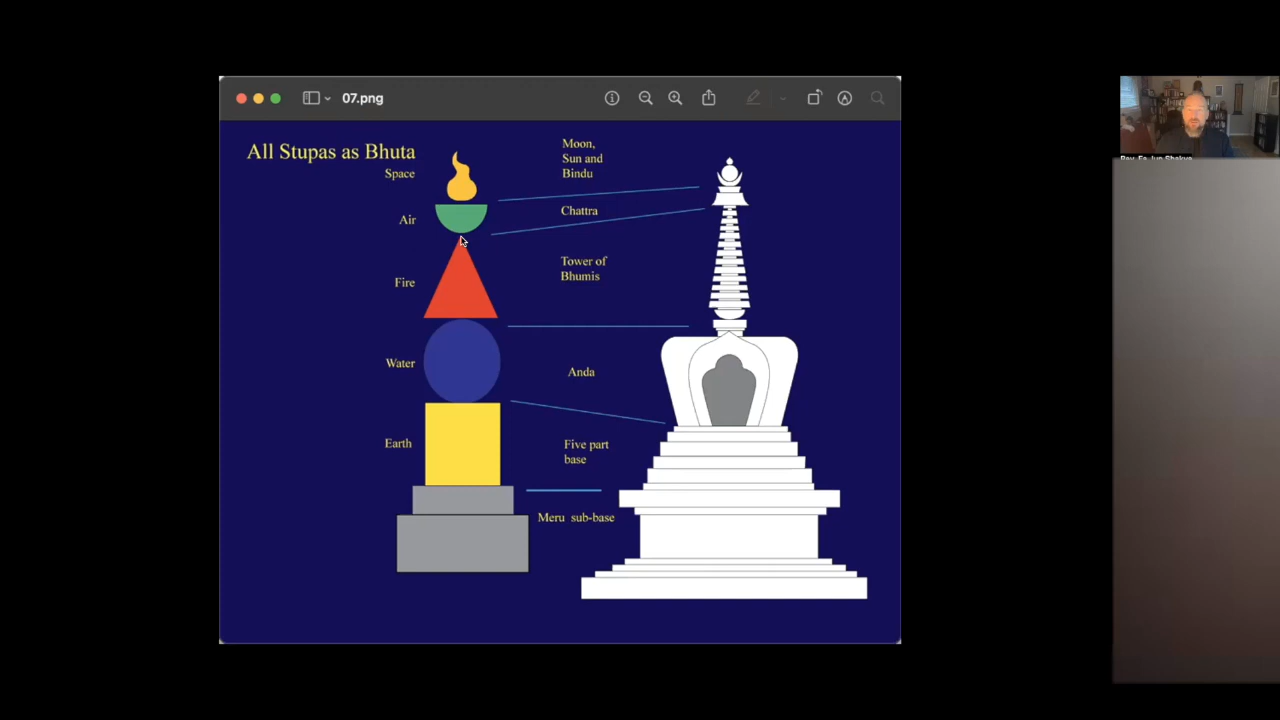 07.png
All Stupas as Bhuta
Space
Moon,
Sun and
Bindu
Air
Chattra
Fire
Tower of
Bhumis
Water
Anda
Earth
Five part
base
Meru sub-base